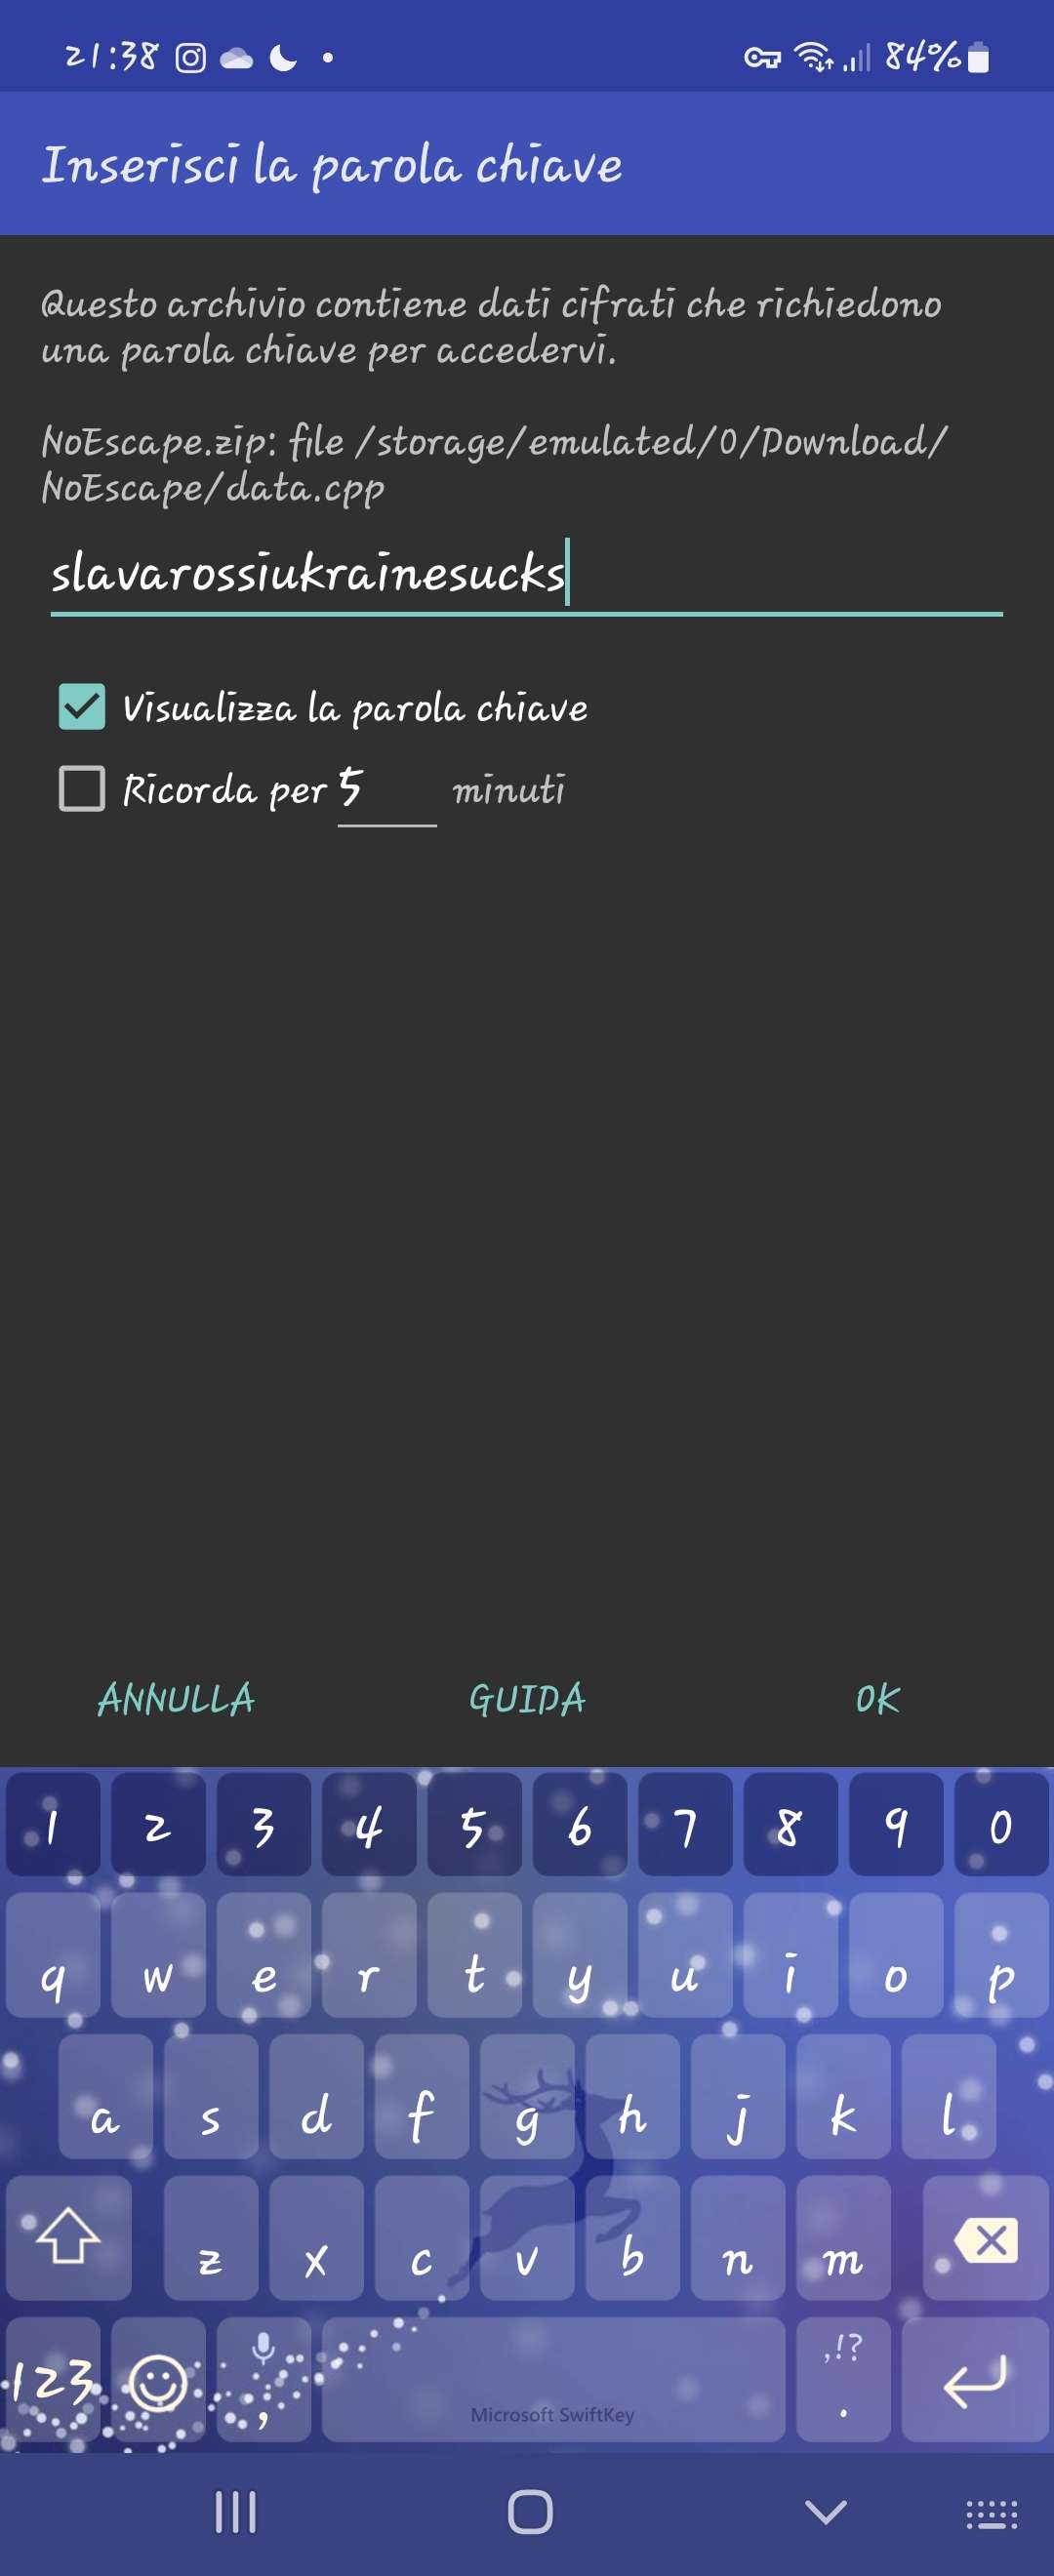 21:38 84%
Inserisci la parola chiave
Questo archivio contiene dati cifrati che richiedono
una parola chiave per accedervi.
NoEscape.zip: file /storage/emulated/0/Download/
NoEscape/data.cpp
slavarossiukrainesucks
Visualizza la parola chiave
Ricorda per 5 minuti
ANNULLA GUIDA OK
1 2 3 4 5 6 7 8 9 0
q w e r t y u i o p
a s d f g h j k l
z x c v b n m
,!?
123 , Microsoft SwiftKey .